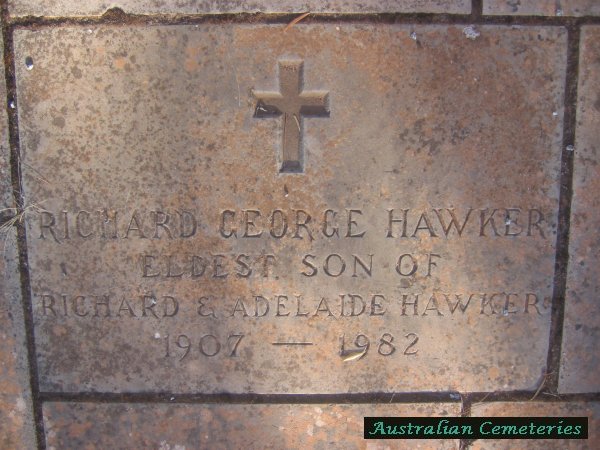 RICHARD GEORGE HAWKER
ELDEST SON OF
RICHARD & ADELAIDE HAWKER
1907 — 1982
Australian Cemeteries